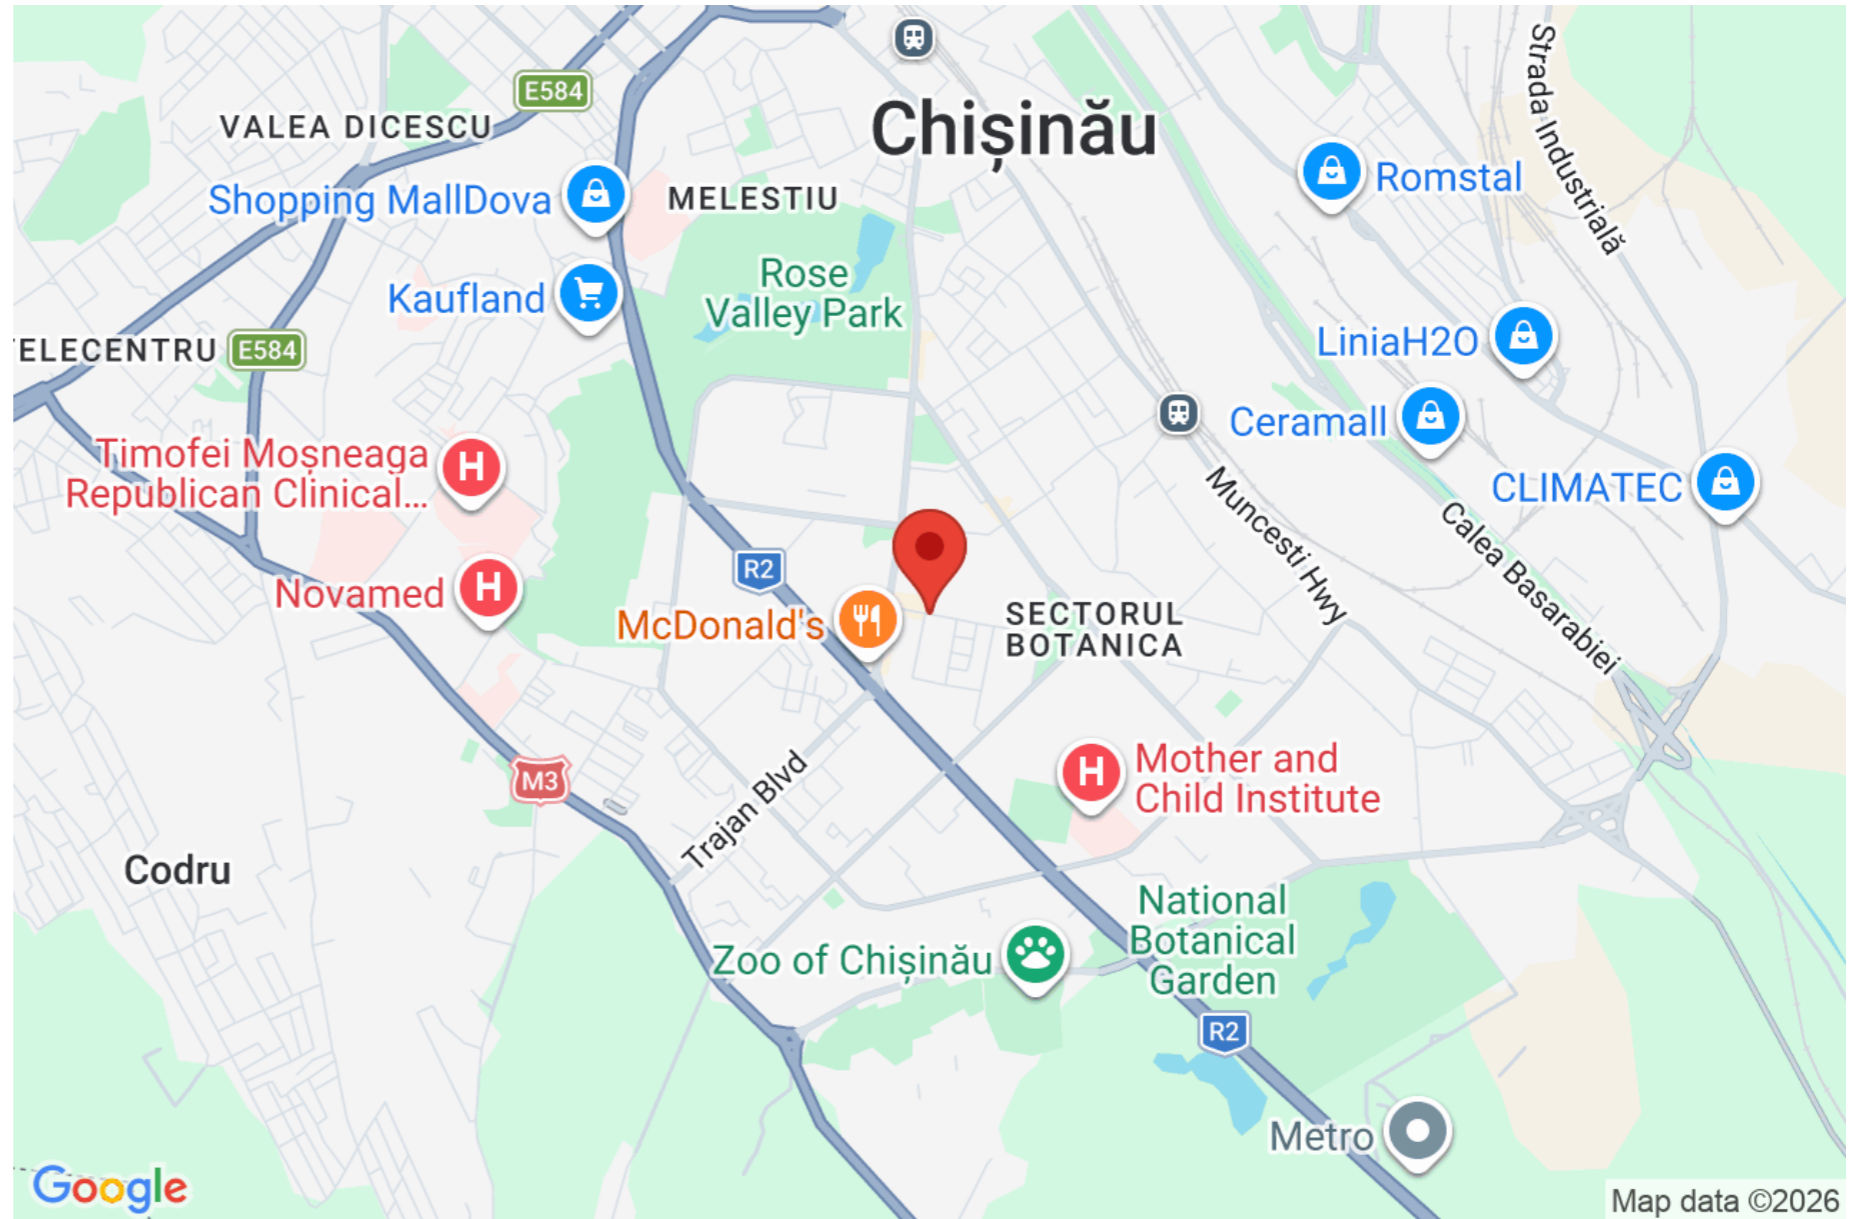 E584
Strada Industrială
Chișinău
VALEA DICESCU
Romstal
Shopping MallDova
MELESTIU
Rose
Valley Park
Kaufland
LiniaH2O
ELECENTRU
E584
Ceramall
Timofei Moșneaga
Republican Clinical...
H
CLIMATEC
Muncesti Hwy
Calea Basarabiei
R2
Novamed
H
McDonald's
SECTORUL
BOTANICA
Mother and
Child Institute
H
M3
Trajan Blvd
Codru
National
Botanical
Garden
Zoo of Chișinău
R2
Metro
Google
Map data ©2026